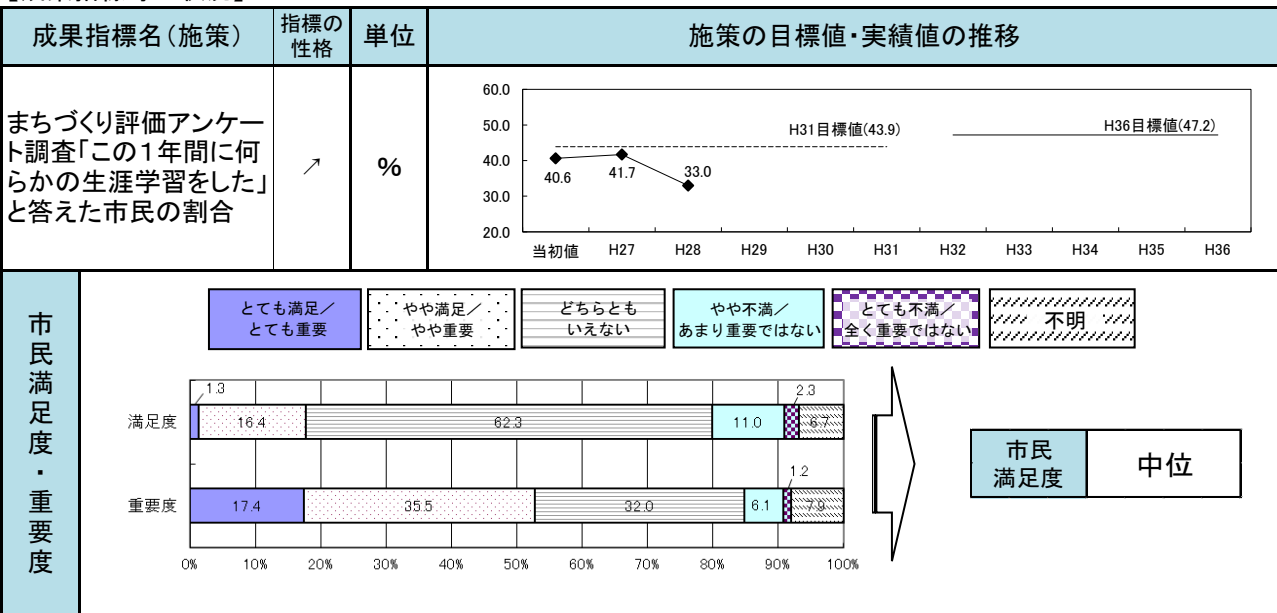 成果指標名(施策)
指標の
性格
単位
施策の目標値・実績値の推移
まちづくり評価アンケー
ト調査「この1年間に何
らかの生涯学習をした」
と答えた市民の割合
↗
%
60.0
50.0
40.0
30.0
20.0
H31目標値(43.9)
H36目標値(47.2)
40.6
41.7
33.0
当初値 H27 H28 H29 H30 H31 H32 H33 H34 H35 H36
市民満足度・重要度
とても満足/
とても重要
やや満足/
やや重要
どちらとも
いえない
やや不満/
あまり重要ではない
とても不満/
全く重要ではない
不明
満足度
1.3
16.4
62.3
11.0
2.3
6.7
重要度
17.4
35.5
32.0
6.1
1.2
7.9
0% 10% 20% 30% 40% 50% 60% 70% 80% 90% 100%
市民
満足度
中位